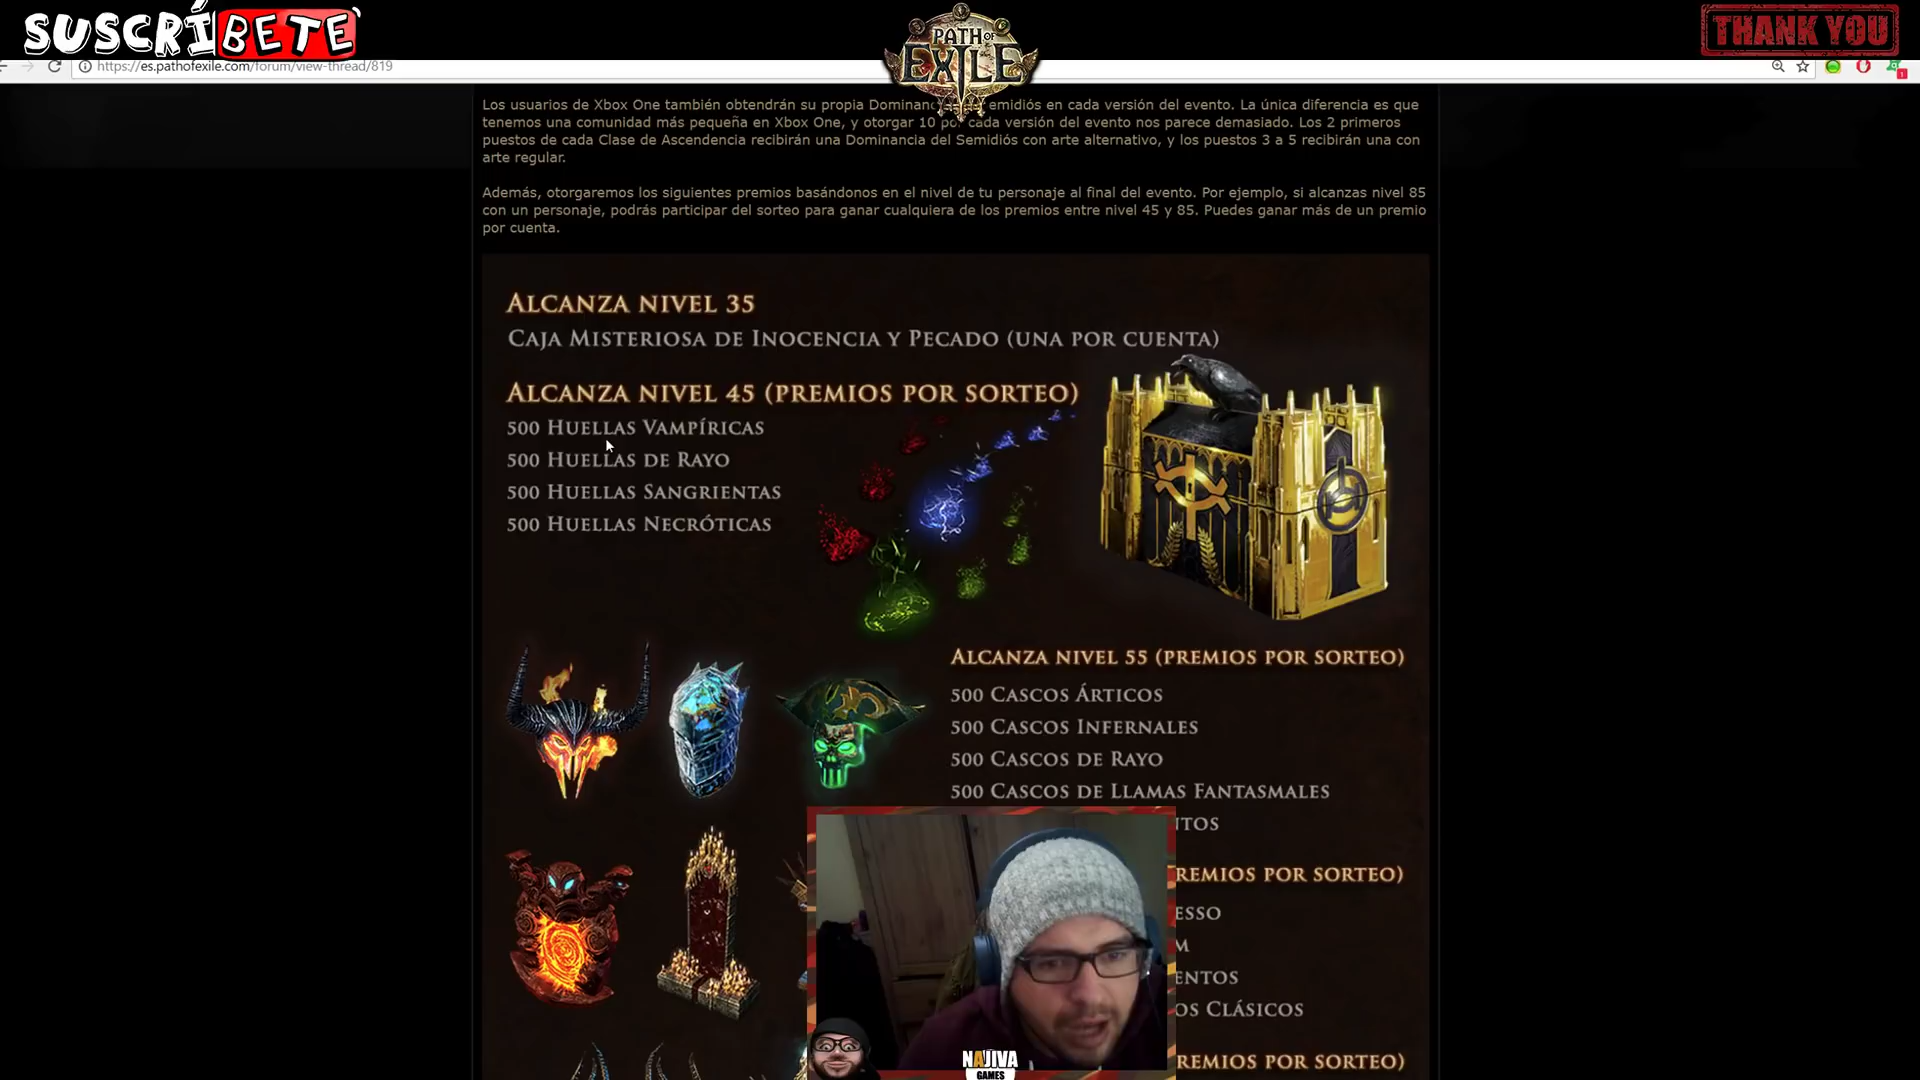 SUSCRÍBETE
PATH OF
EXILE
THANK YOU
https://es.pathofexile.com/forum/view-thread/819
Los usuarios de Xbox One también obtendrán su propia emidiós en cada versión del evento. La única diferencia es que
tenemos una comunidad más pequeña en Xbox One, y otorgar 10 cada versión del evento nos parece demasiado. Los 2 primeros
puestos de cada Clase de Ascendencia recibirán una Dominancia del Semidiós con arte alternativo, y los puestos 3 a 5 recibirán una con
arte regular.
Además, otorgaremos los siguientes premios basándonos en el nivel de tu personaje al final del evento. Por ejemplo, si alcanzas nivel 85
con un personaje, podrás participar del sorteo para ganar cualquiera de los premios entre nivel 45 y 85. Puedes ganar más de un premio
por cuenta.
Alcanza nivel 35
Caja Misteriosa de Inocencia y Pecado (una por cuenta)
Alcanza nivel 45 (premios por sorteo)
500 Huellas Vampíricas
500 Huellas de Rayo
500 Huellas Sangrientas
500 Huellas Necróticas
Alcanza nivel 55 (premios por sorteo)
500 Cascos Árticos
500 Cascos Infernales
500 Cascos de Rayo
500 Cascos de Llamas Fantasmales
ntos
remios por sorteo)
esso
m
entos
os Clásicos
premios por sorteo)
NAJIVA
GAMES